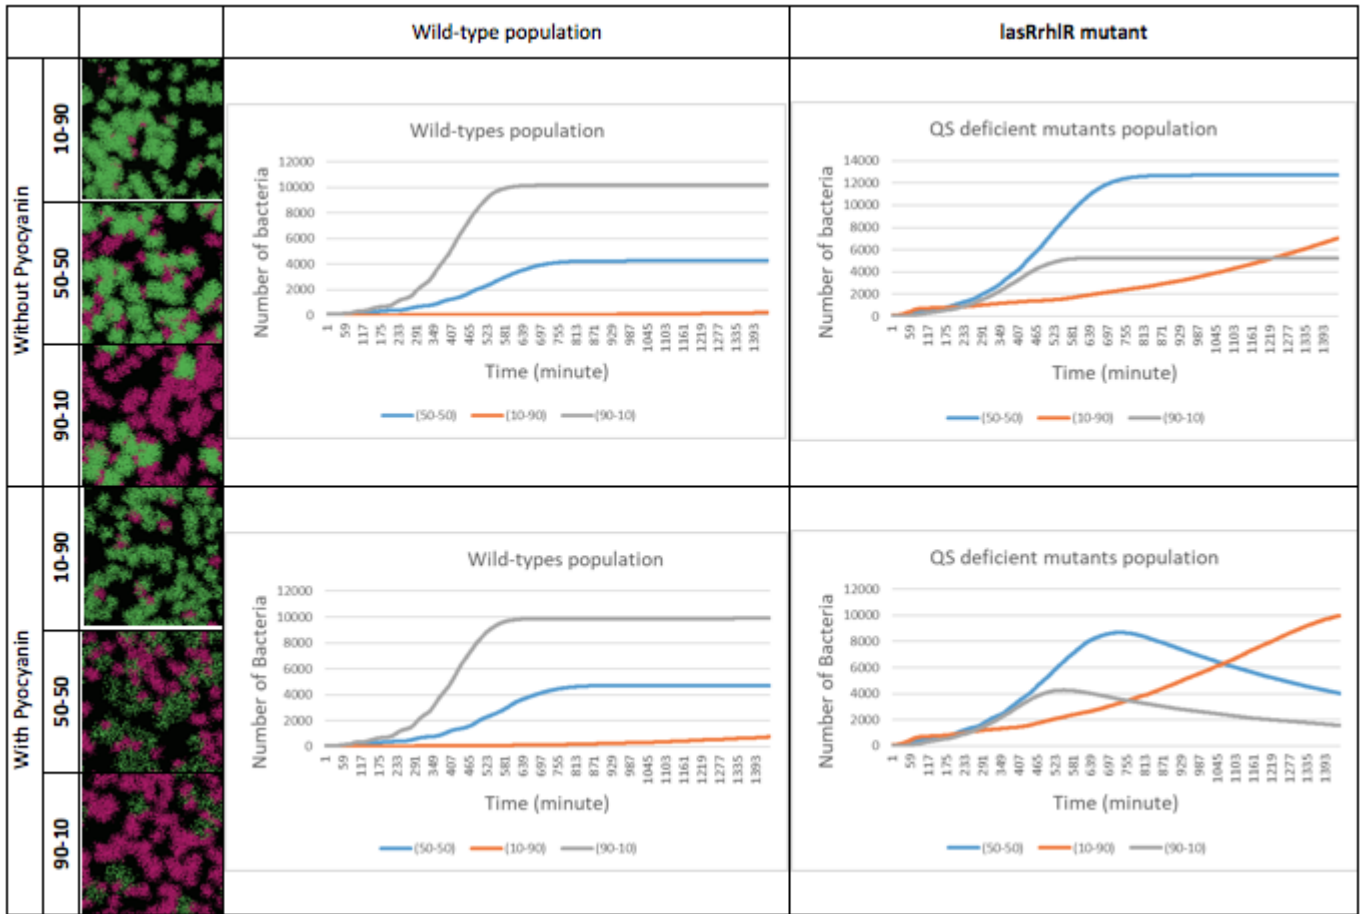 Wild-type population
lasRrhlR mutant
Without Pyocyanin
10-90
50-50
90-10
Wild-types population
Number of bacteria
12000
10000
8000
6000
4000
2000
0
1 59 117 175 233 291 349 407 465 523 581 639 697 755 813 871 929 987 1045 1103 1161 1219 1277 1335 1393
Time (minute)
(50-50) (10-90) (90-10)
QS deficient mutants population
Number of bacteria
14000
12000
10000
8000
6000
4000
2000
0
1 59 117 175 233 291 349 407 465 523 581 639 697 755 813 871 929 987 1045 1103 1161 1219 1277 1335 1393
Time (minute)
(50-50) (10-90) (90-10)
With Pyocyanin
10-90
50-50
90-10
Wild-types population
Number of Bacteria
12000
10000
8000
6000
4000
2000
0
1 59 117 175 233 291 349 407 465 523 581 639 697 755 813 871 929 987 1045 1103 1161 1219 1277 1335 1393
Time (minute)
(50-50) (10-90) (90-10)
QS deficient mutants population
Number of Bacteria
12000
10000
8000
6000
4000
2000
0
1 59 117 175 233 291 349 407 465 523 581 639 697 755 813 871 929 987 1045 1103 1161 1219 1277 1335 1393
Time (minute)
(50-50) (10-90) (90-10)